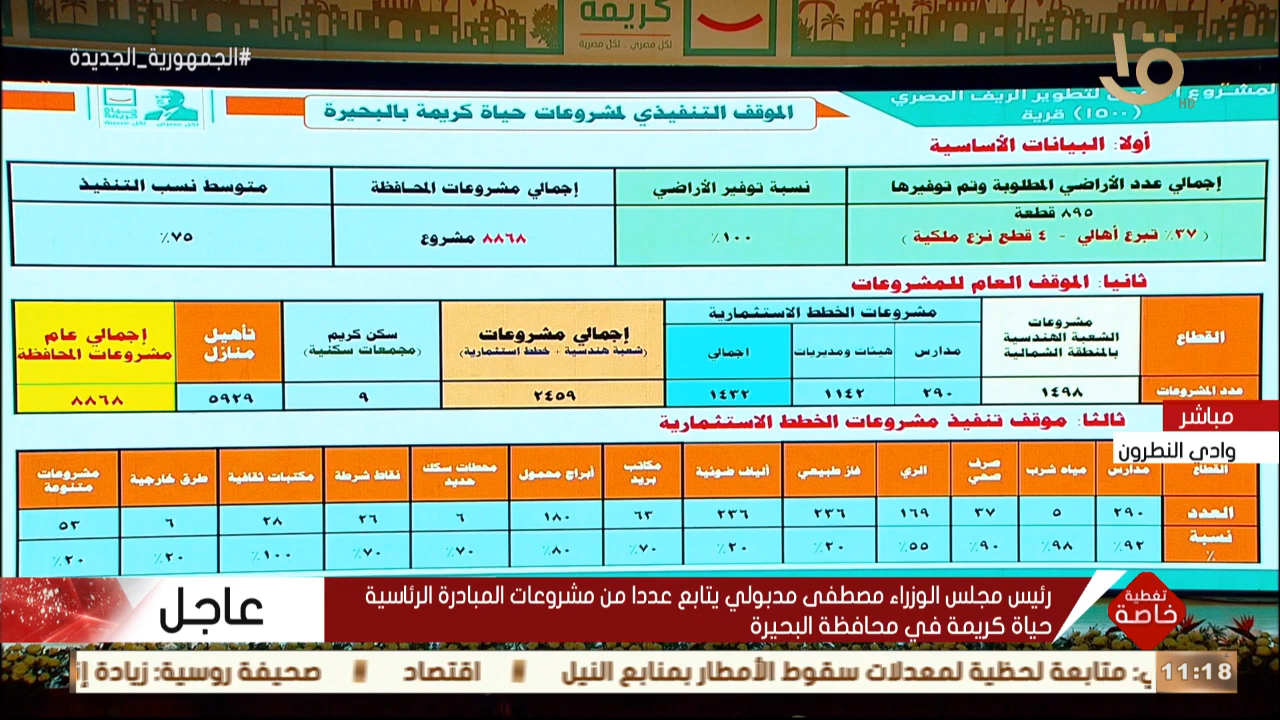 كريمة
لكل مصري .. لكل مصرية
#الجمهورية_الجديدة
HD
لتطوير الريف المصري
(١٥٠٠) قرية
حياة كريمة
الموقف التنفيذي لمشروعات حياة كريمة بالبحيرة
أولا: البيانات الأساسية
إجمالي عدد الأراضي المطلوبة وتم توفيرها نسبة توفير الأراضي إجمالي مشروعات المحافظة متوسط نسب التنفيذ
٨٩٥ قطعة
(٣٧٪ تبرع أهالي - ٤ قطع نزع ملكية) ١٠٠٪ ٨٨٦٨ مشروع ٧٥٪
ثانيا: الموقف العام للمشروعات
القطاع
مشروعات
الشعبة الهندسية
بالمنطقة الشمالية
مشروعات الخطط الاستثمارية
مدارس هيئات ومديريات اجمالي
إجمالي مشروعات
(شعبة هندسية + خطط استثمارية)
سكن كريم
(مجمعات سكنية)
تأهيل
منازل
إجمالي عام
مشروعات المحافظة
عدد المشروعات ١٤٩٨ ٢٩٠ ١١٤٢ ١٤٣٢ ٢٤٥٩ ٩ ٥٩٢٩ ٨٨٦٨
ثالثا: موقف تنفيذ مشروعات الخطط الاستثمارية
القطاع مدارس مياه شرب صرف صحي الري غاز طبيعي ألياف ضوئية مكاتب بريد أبراج محمول محطات سكك حديد نقاط شرطة مكتبات ثقافية طرق خارجية مشروعات متنوعة
العدد ٢٩٠ ٥ ٣٧ ١٦٩ ٢٣٦ ٢٣٦ ٦٣ ١٨٠ ٦ ٢٦ ٢٨ ٦ ٥٣
نسبة ٪ ٩٢٪ ٩٨٪ ٩٠٪ ٥٥٪ ٢٠٪ ٢٠٪ ٧٠٪ ٨٠٪ ٧٠٪ ٧٠٪ ١٠٠٪ ٢٠٪ ٢٠٪
مباشر
وادي النطرون
تغطية
خاصة
رئيس مجلس الوزراء مصطفى مدبولي يتابع عددا من مشروعات المبادرة الرئاسية
حياة كريمة في محافظة البحيرة
عاجل
11:18
متابعة لحظية لمعدلات سقوط الأمطار بمنابع النيل اقتصاد صحيفة روسية: زيادة